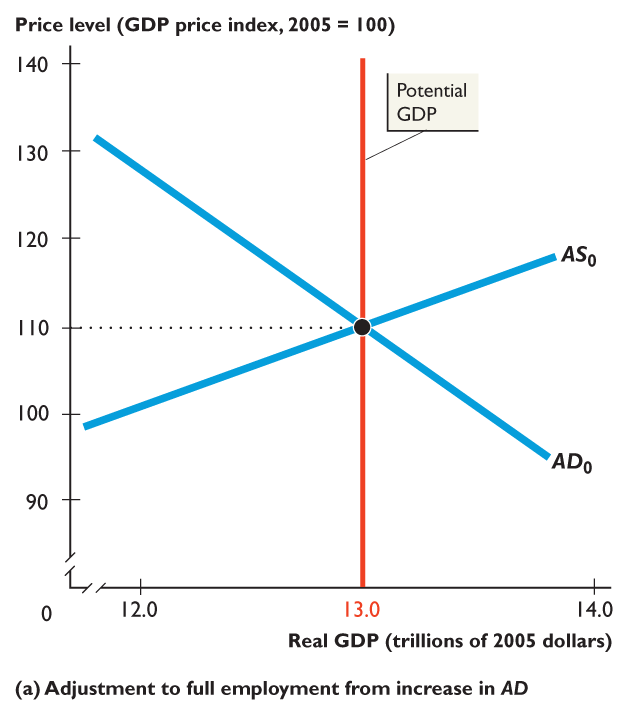 Price level (GDP price index, 2005 = 100)
140
Potential
GDP
130
120
AS₀
110
100
AD₀
90
0
12.0
13.0
14.0
Real GDP (trillions of 2005 dollars)
(a) Adjustment to full employment from increase in AD